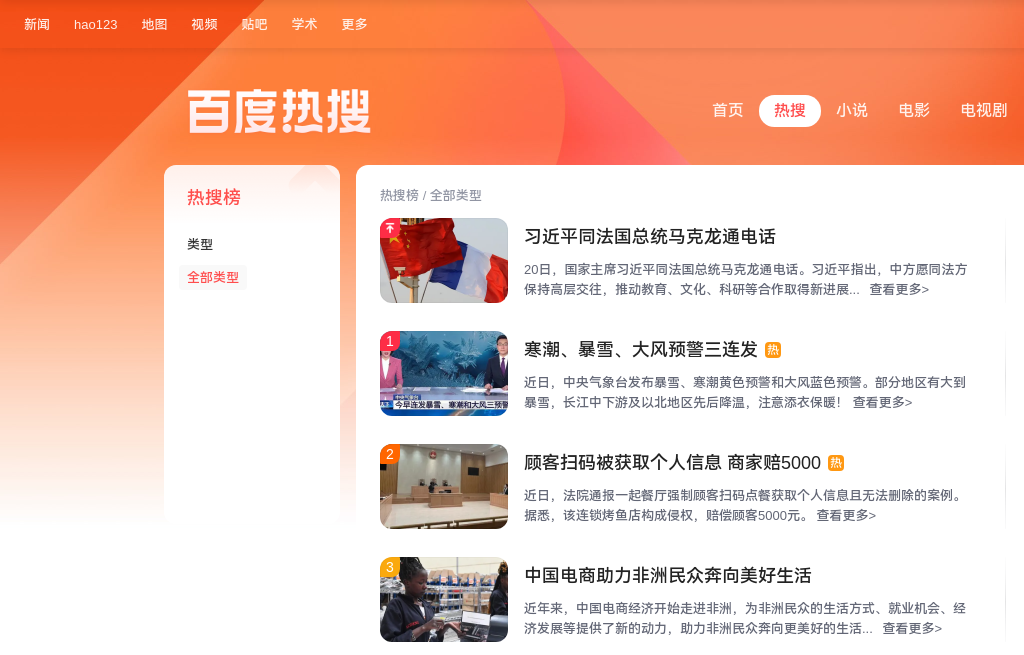 新闻 hao123 地图 视频 贴吧 学术 更多
百度热搜
首页 热搜 小说 电影 电视剧
热搜榜
类型
全部类型
热搜榜 / 全部类型
习近平同法国总统马克龙通电话
20日，国家主席习近平同法国总统马克龙通电话。习近平指出，中方愿同法方
保持高层交往，推动教育、文化、科研等合作取得新进展... 查看更多>
1
寒潮、暴雪、大风预警三连发 热
近日，中央气象台发布暴雪、寒潮黄色预警和大风蓝色预警。部分地区有大到
暴雪，长江中下游及以北地区先后降温，注意添衣保暖！ 查看更多>
中央气象台
今早连发暴雪、寒潮和大风三预警
2
顾客扫码被获取个人信息 商家赔5000 热
近日，法院通报一起餐厅强制顾客扫码点餐获取个人信息且无法删除的案例。
据悉，该连锁烤鱼店构成侵权，赔偿顾客5000元。 查看更多>
3
中国电商助力非洲民众奔向美好生活
近年来，中国电商经济开始走进非洲，为非洲民众的生活方式、就业机会、经
济发展等提供了新的动力，助力非洲民众奔向更美好的生活... 查看更多>